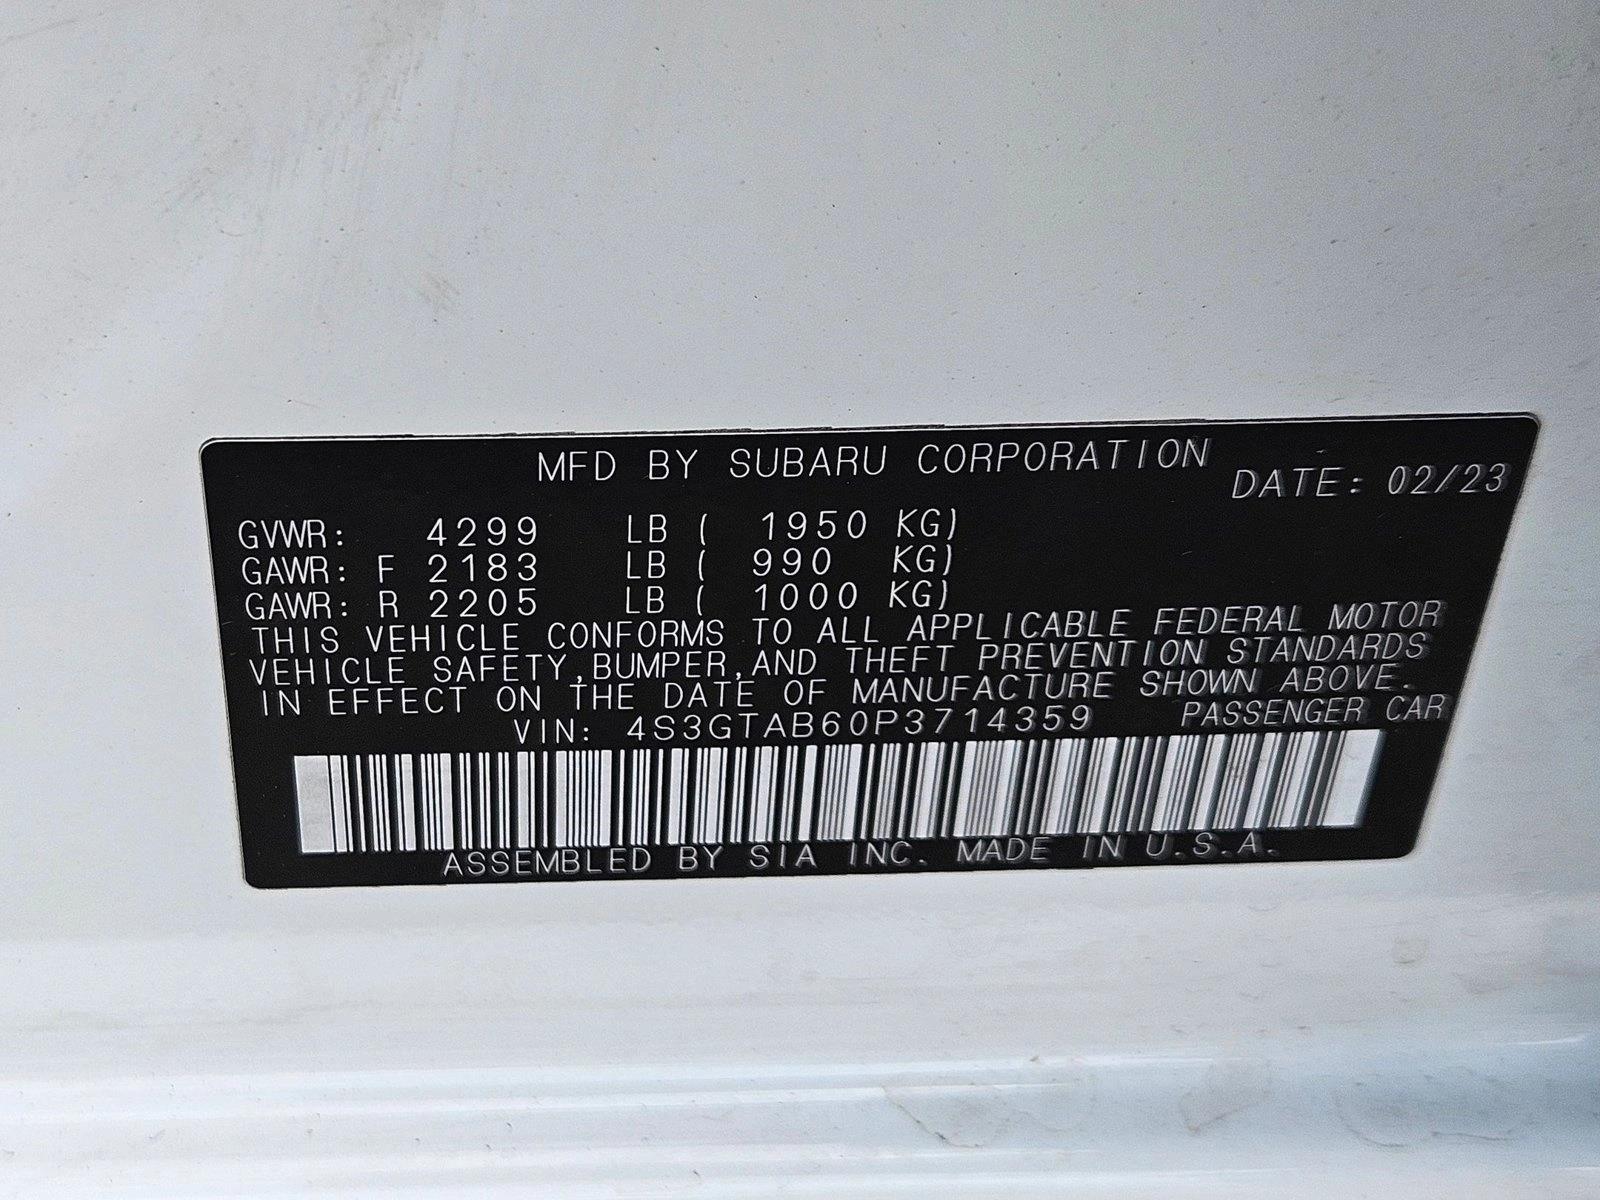 MFD BY SUBARU CORPORATION
DATE: 02/23
GVWR: 4299 LB ( 1950 KG)
GAWR: F 2183 LB ( 990 KG)
GAWR: R 2205 LB ( 1000 KG)
THIS VEHICLE CONFORMS TO ALL APPLICABLE FEDERAL MOTOR
VEHICLE SAFETY,BUMPER,AND THEFT PREVENTION STANDARDS
IN EFFECT ON THE DATE OF MANUFACTURE SHOWN ABOVE.
VIN: 4S3GTAB60P3714359 PASSENGER CAR
ASSEMBLED BY SIA INC. MADE IN U.S.A.